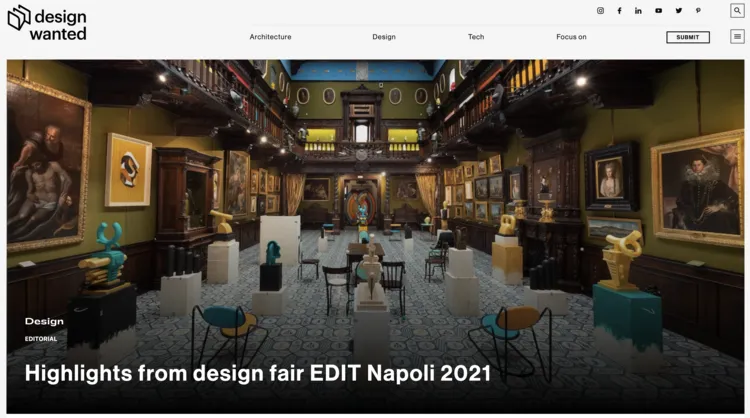 design
wanted
Architecture
Design
Tech
Focus on
SUBMIT
Design
EDITORIAL
Highlights from design fair EDIT Napoli 2021